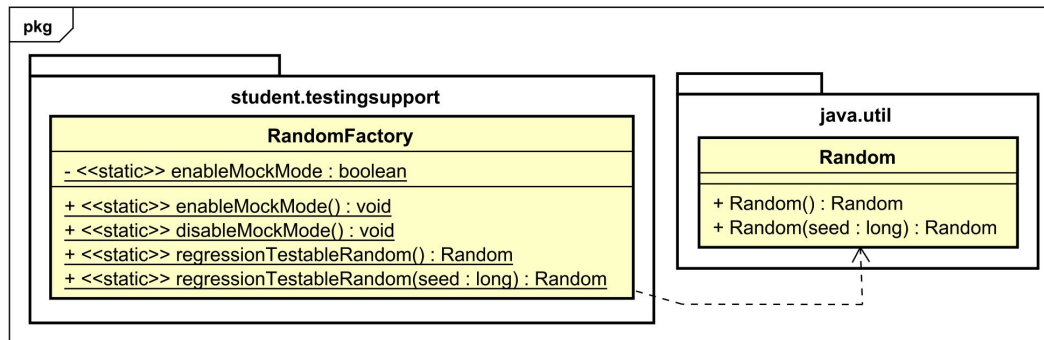 pkg
student.testingsupport
RandomFactory
- <<static>> enableMockMode : boolean
+ <<static>> enableMockMode() : void
+ <<static>> disableMockMode() : void
+ <<static>> regressionTestableRandom() : Random
+ <<static>> regressionTestableRandom(seed : long) : Random
java.util
Random
+ Random() : Random
+ Random(seed : long) : Random